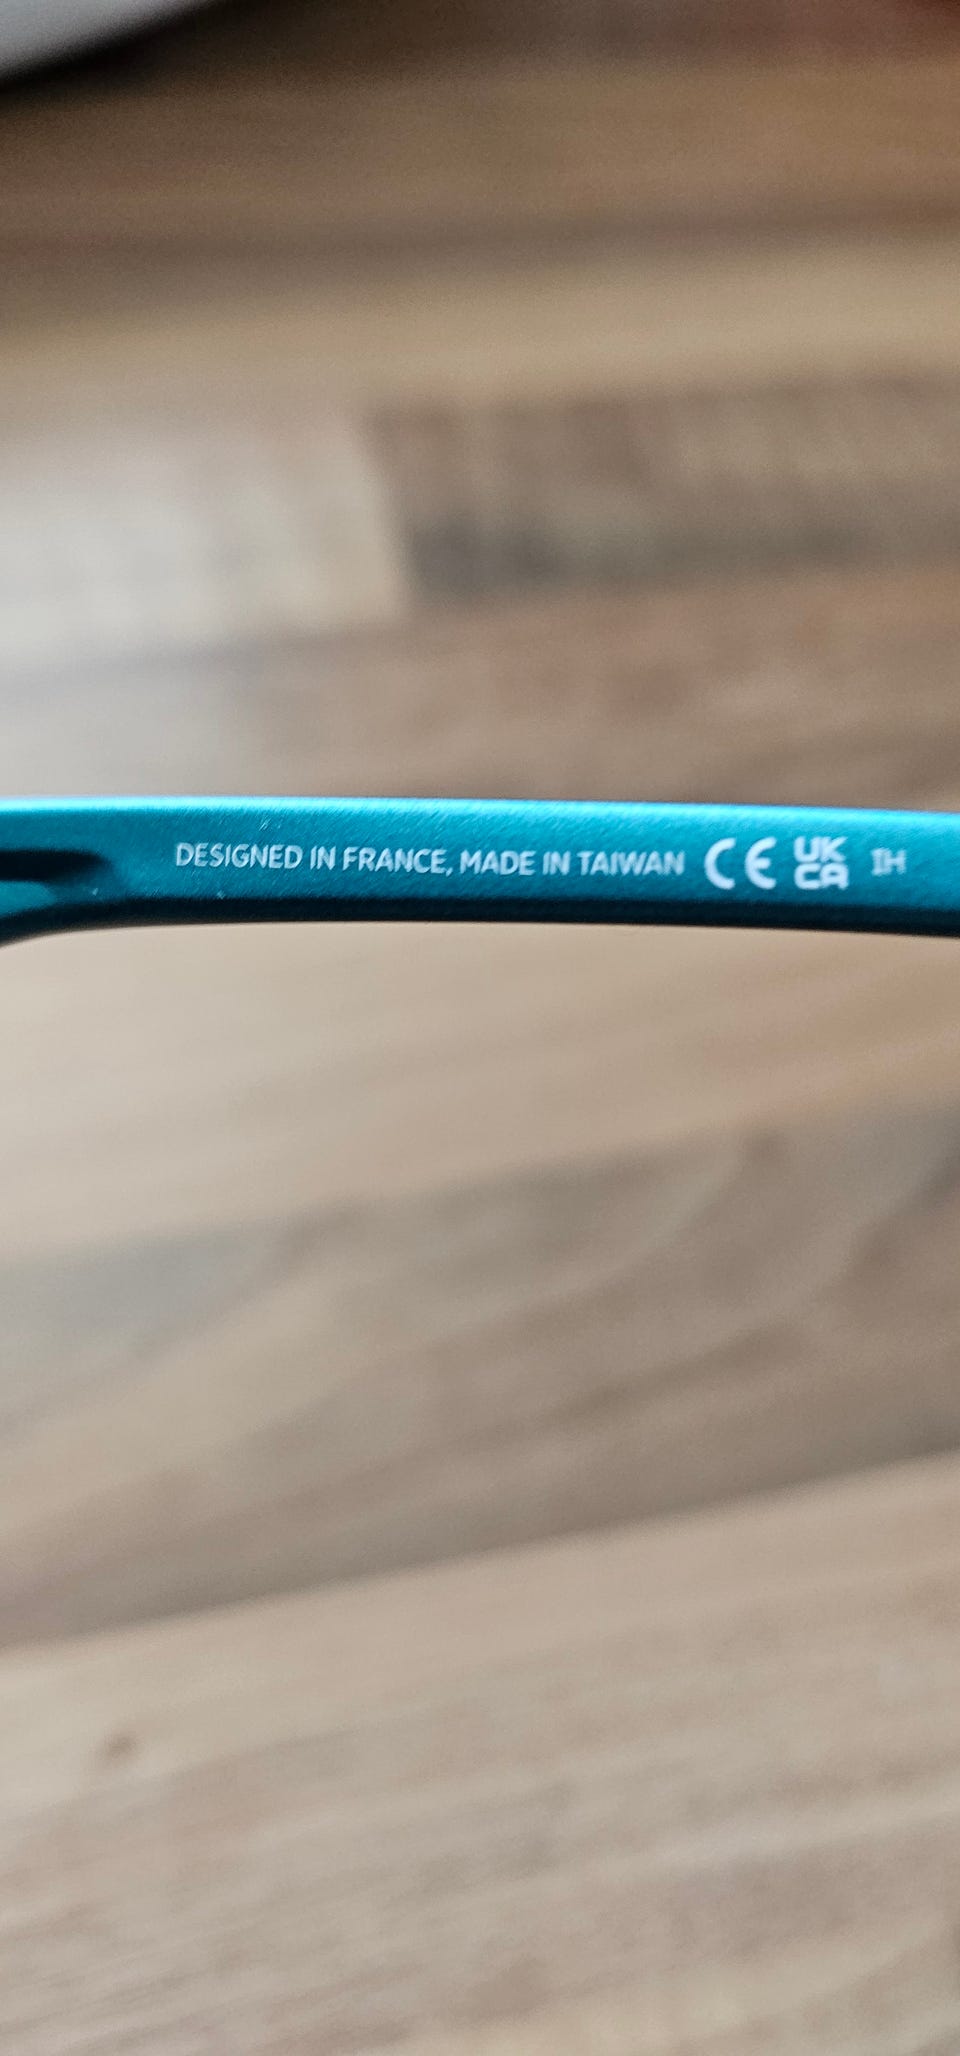 DESIGNED IN FRANCE, MADE IN TAIWAN CE UK CA IH